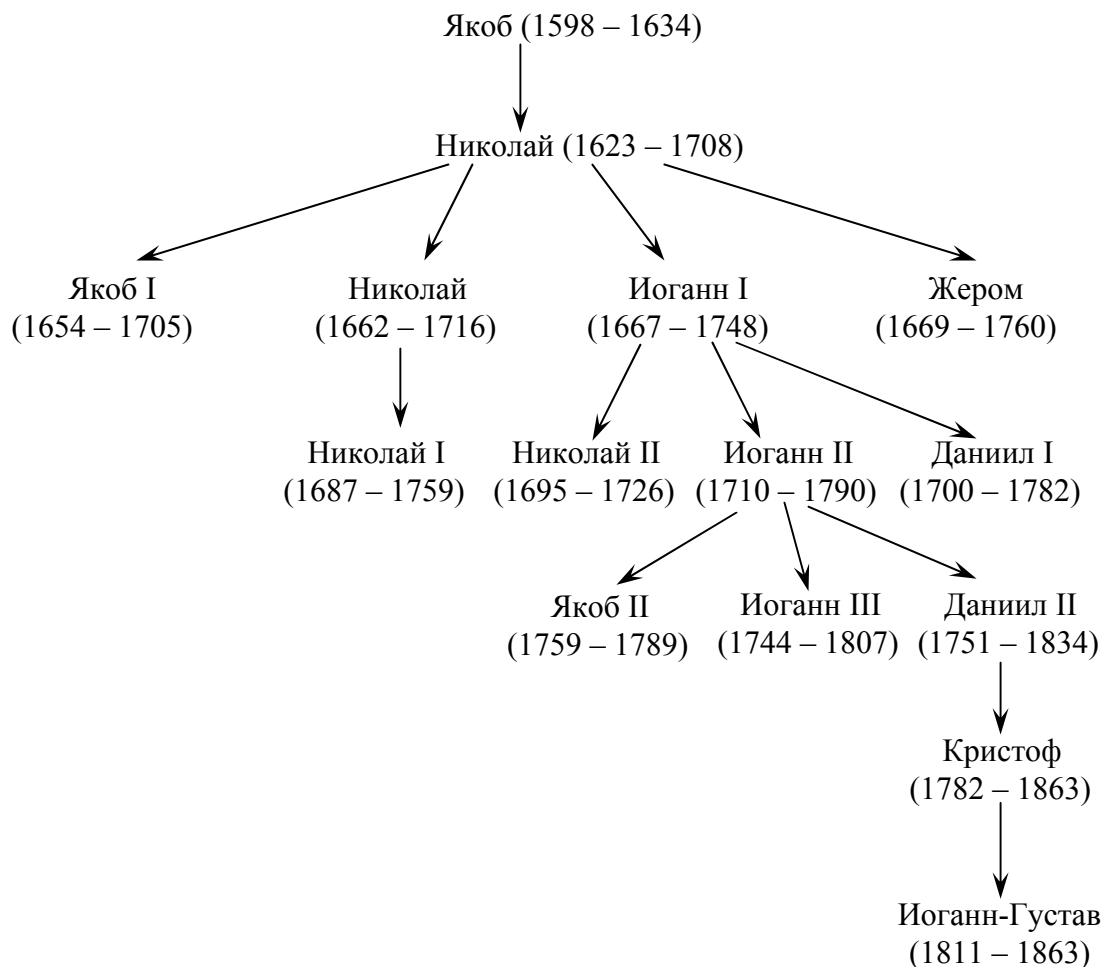 Якоб (1598 – 1634)
Николай (1623 – 1708)
Якоб I
(1654 – 1705)
Николай
(1662 – 1716)
Иоганн I
(1667 – 1748)
Жером
(1669 – 1760)
Николай I
(1687 – 1759)
Николай II
(1695 – 1726)
Иоганн II
(1710 – 1790)
Даниил I
(1700 – 1782)
Якоб II
(1759 – 1789)
Иоганн III
(1744 – 1807)
Даниил II
(1751 – 1834)
Кристоф
(1782 – 1863)
Иоганн-Густав
(1811 – 1863)